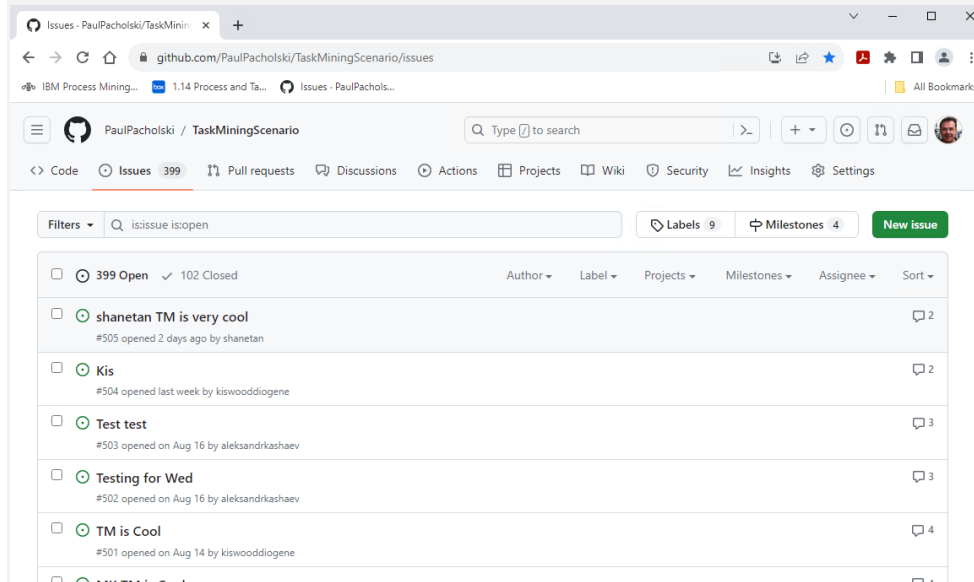 Issues · PaulPacholski/TaskMinin
github.com/PaulPacholski/TaskMiningScenario/issues
IBM Process Mining... box 1.14 Process and Ta... Issues · PaulPachols... All Bookmark
PaulPacholski / TaskMiningScenario Type / to search
Code Issues 399 Pull requests Discussions Actions Projects Wiki Security Insights Settings
Filters is:issue is:open Labels 9 Milestones 4 New issue
399 Open 102 Closed Author Label Projects Milestones Assignee Sort
shanetan TM is very cool 2
#505 opened 2 days ago by shanetan
Kis 2
#504 opened last week by kiswooddiogene
Test test 3
#503 opened on Aug 16 by aleksandrkashaev
Testing for Wed 3
#502 opened on Aug 16 by aleksandrkashaev
TM is Cool 4
#501 opened on Aug 14 by kiswooddiogene